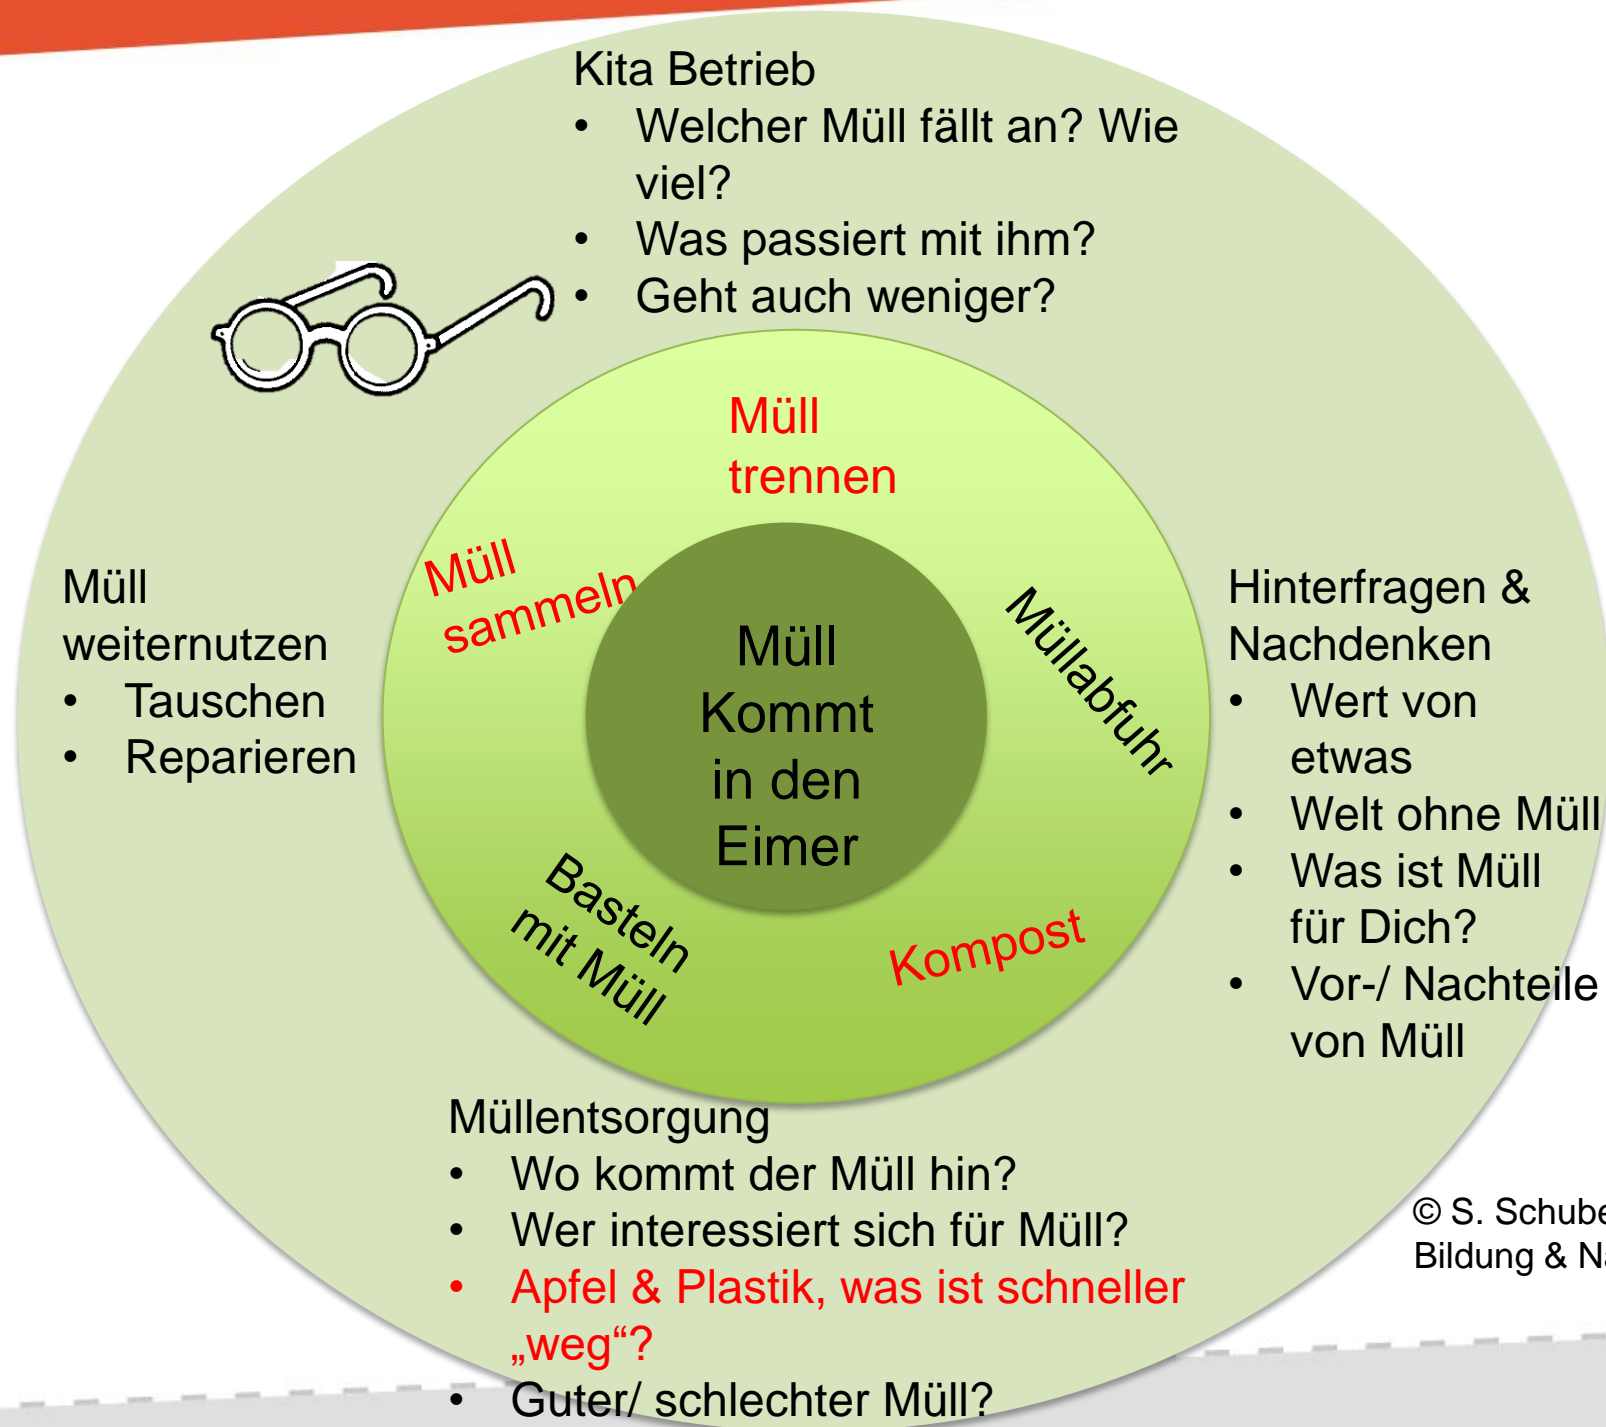 Kita Betrieb
• Welcher Müll fällt an? Wie
viel?
• Was passiert mit ihm?
• Geht auch weniger?
Müll
trennen
Müll
sammeln
Müllabfuhr
Kompost
Basteln
mit Müll
Müll
Kommt
in den
Eimer
Müll
weiternutzen
• Tauschen
• Reparieren
Hinterfragen &
Nachdenken
• Wert von
etwas
• Welt ohne Müll
• Was ist Müll
für Dich?
• Vor-/ Nachteile
von Müll
Müllentsorgung
• Wo kommt der Müll hin?
• Wer interessiert sich für Müll?
• Apfel & Plastik, was ist schneller
„weg“?
• Guter/ schlechter Müll?
© S.
Bildung &